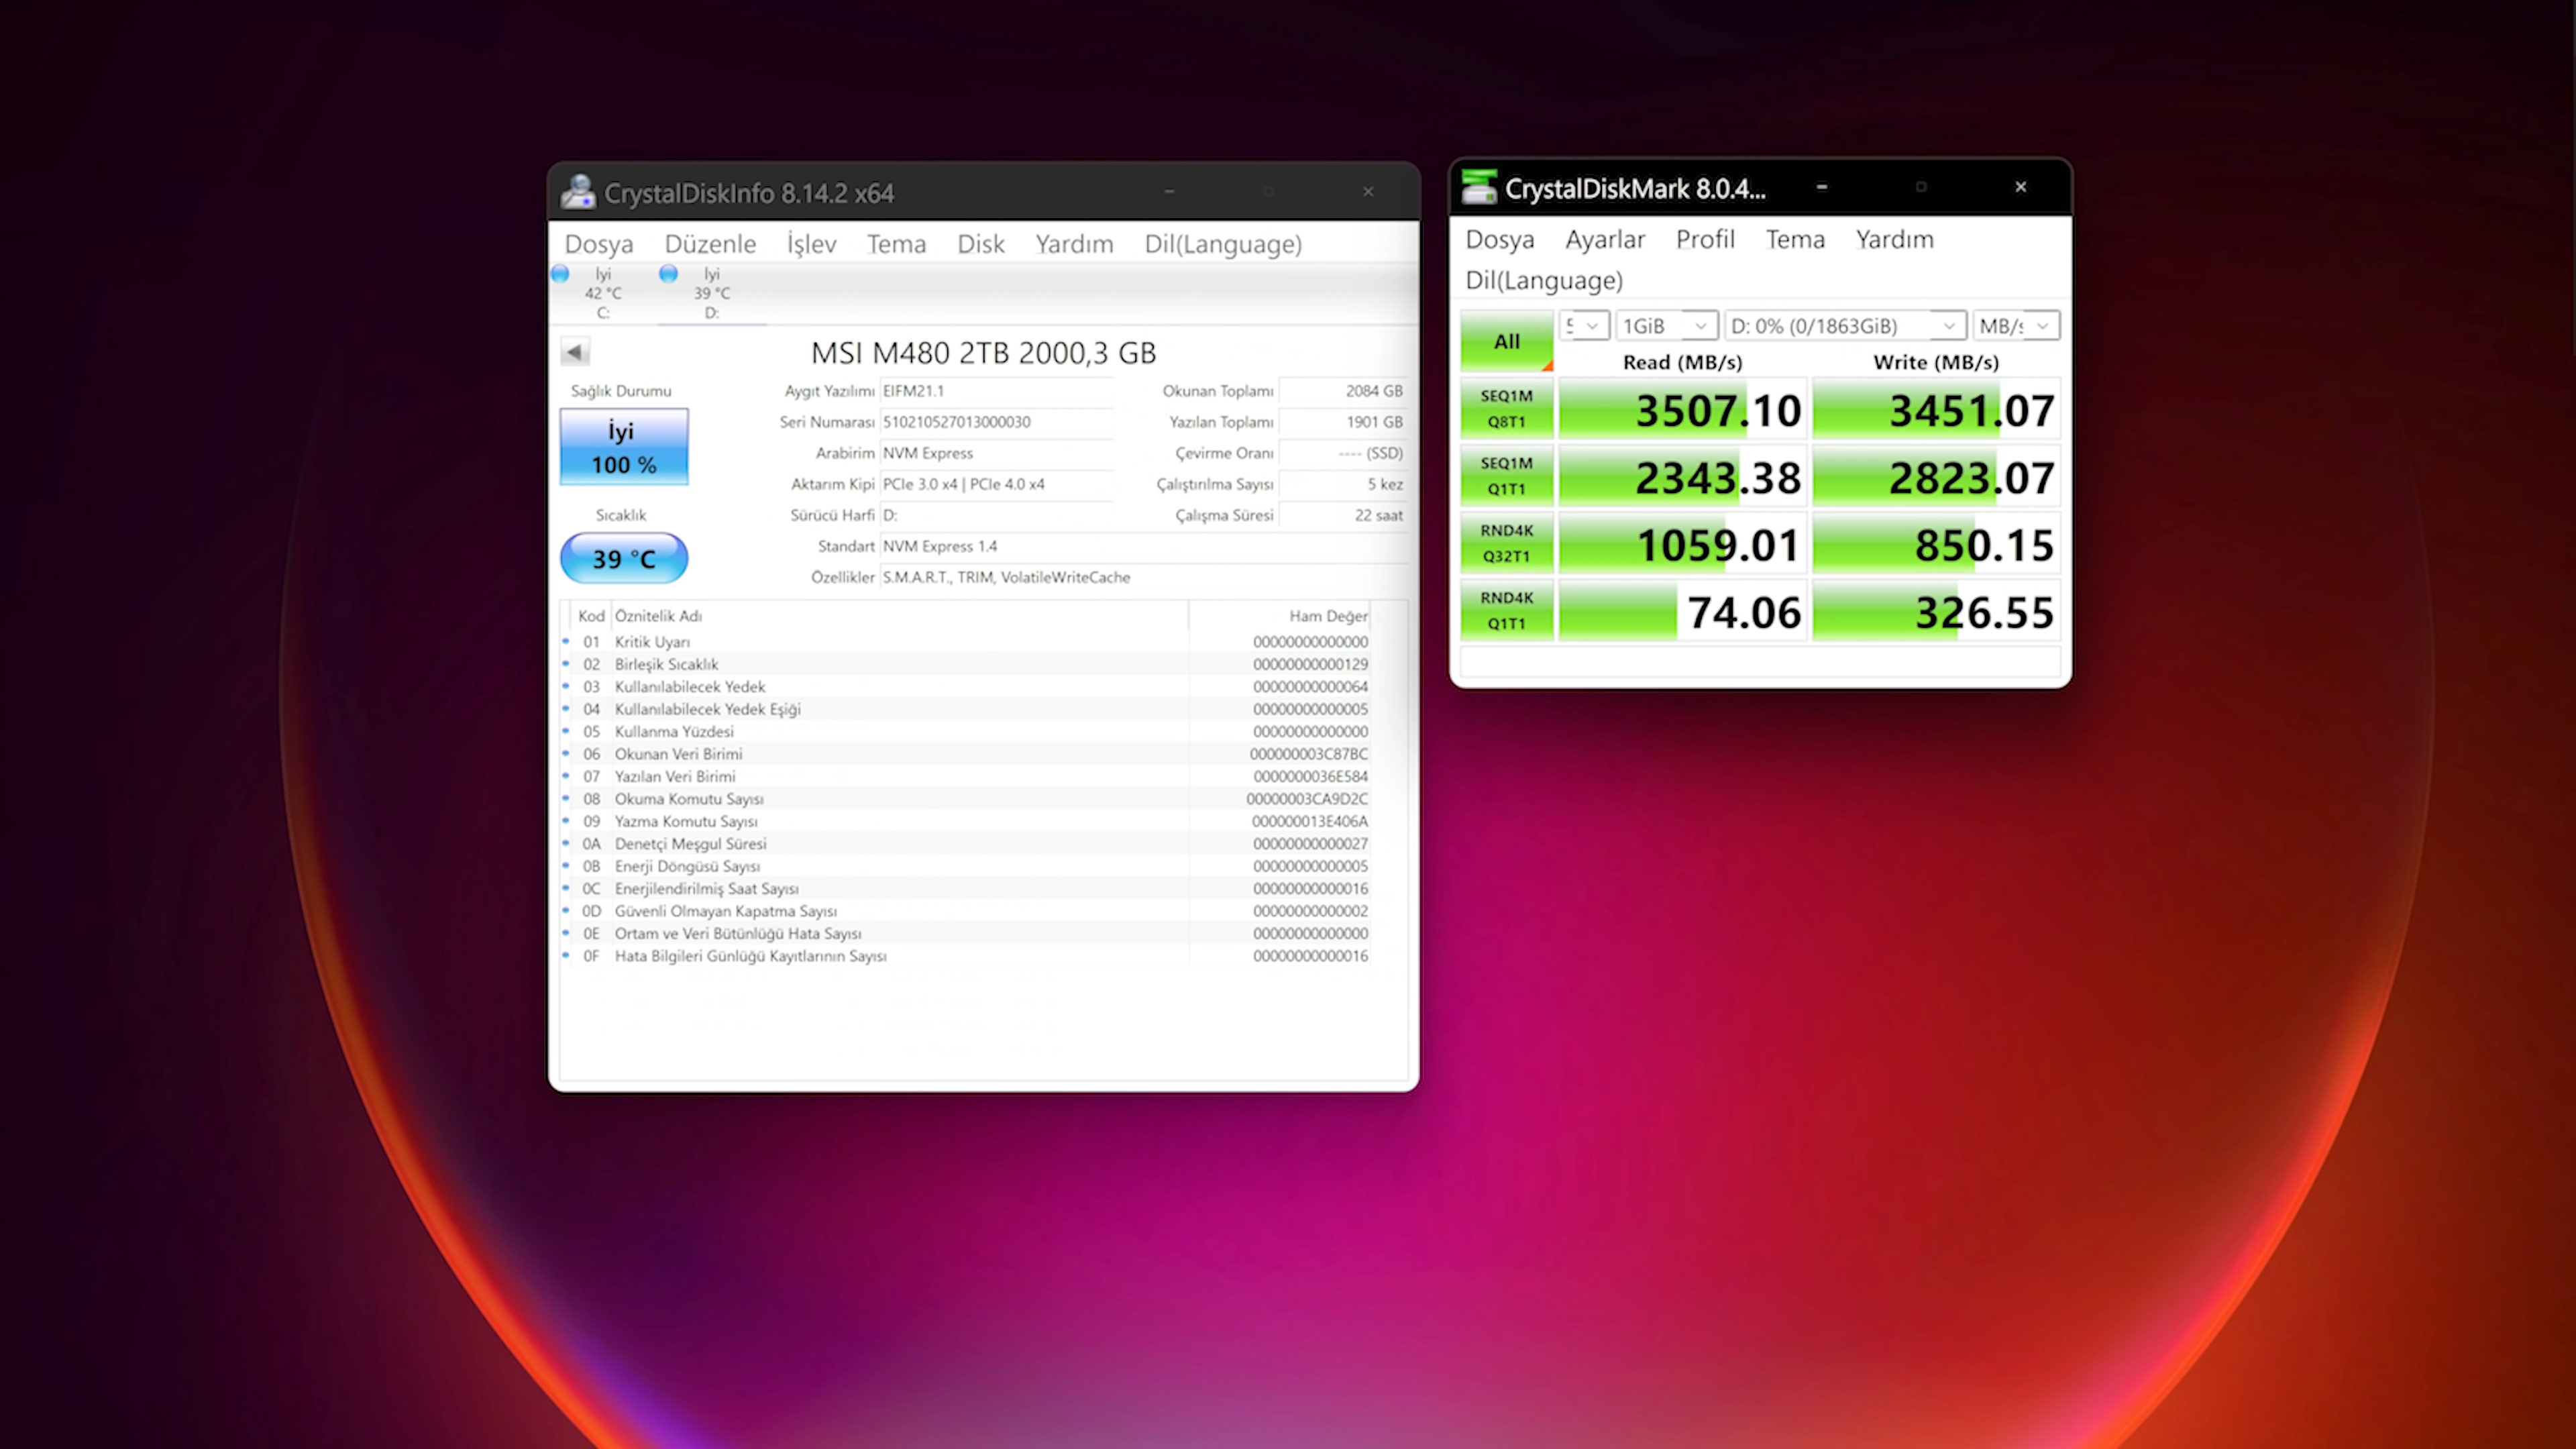 CrystalDiskInfo 8.14.2 x64
Dosya Düzenle İşlev Tema Disk Yardım Dil(Language)
İyi İyi
42 °C 39 °C
C: D:
MSI M480 2TB 2000,3 GB
Sağlık Durumu
İyi
100 %
Sıcaklık
39 °C
Aygıt Yazılımı EIFM21.1 Okunan Toplamı 2084 GB
Seri Numarası 510210527013000030 Yazılan Toplamı 1901 GB
Arabirim NVM Express Çevirme Oranı ---- (SSD)
Aktarım Kipi PCIe 3.0 x4 | PCIe 4.0 x4 Çalıştırılma Sayısı 5 kez
Sürücü Harfi D: Çalışma Süresi 22 saat
Standart NVM Express 1.4
Özellikler S.M.A.R.T., TRIM, VolatileWriteCache
Kod Öznitelik Adı Ham Değer
01 Kritik Uyarı 00000000000000
02 Birleşik Sıcaklık 00000000000129
03 Kullanılabilecek Yedek 00000000000064
04 Kullanılabilecek Yedek Eşiği 00000000000005
05 Kullanma Yüzdesi 00000000000000
06 Okunan Veri Birimi 000000003C87BC
07 Yazılan Veri Birimi 0000000036E584
08 Okuma Komutu Sayısı 00000003CA9D2C
09 Yazma Komutu Sayısı 000000013E406A
0A Denetçi Meşgul Süresi 00000000000027
0B Enerji Döngüsü Sayısı 00000000000005
0C Enerjilendirilmiş Saat Sayısı 00000000000016
0D Güvenli Olmayan Kapatma Sayısı 00000000000002
0E Ortam ve Veri Bütünlüğü Hata Sayısı 00000000000000
0F Hata Bilgileri Günlüğü Kayıtlarının Sayısı 00000000000016
CrystalDiskMark 8.0.4...
Dosya Ayarlar Profil Tema Yardım
Dil(Language)
All 5 1GiB D: 0% (0/1863GiB) MB/s
Read (MB/s) Write (MB/s)
SEQ1M
Q8T1 3507.10 3451.07
SEQ1M
Q1T1 2343.38 2823.07
RND4K
Q32T1 1059.01 850.15
RND4K
Q1T1 74.06 326.55